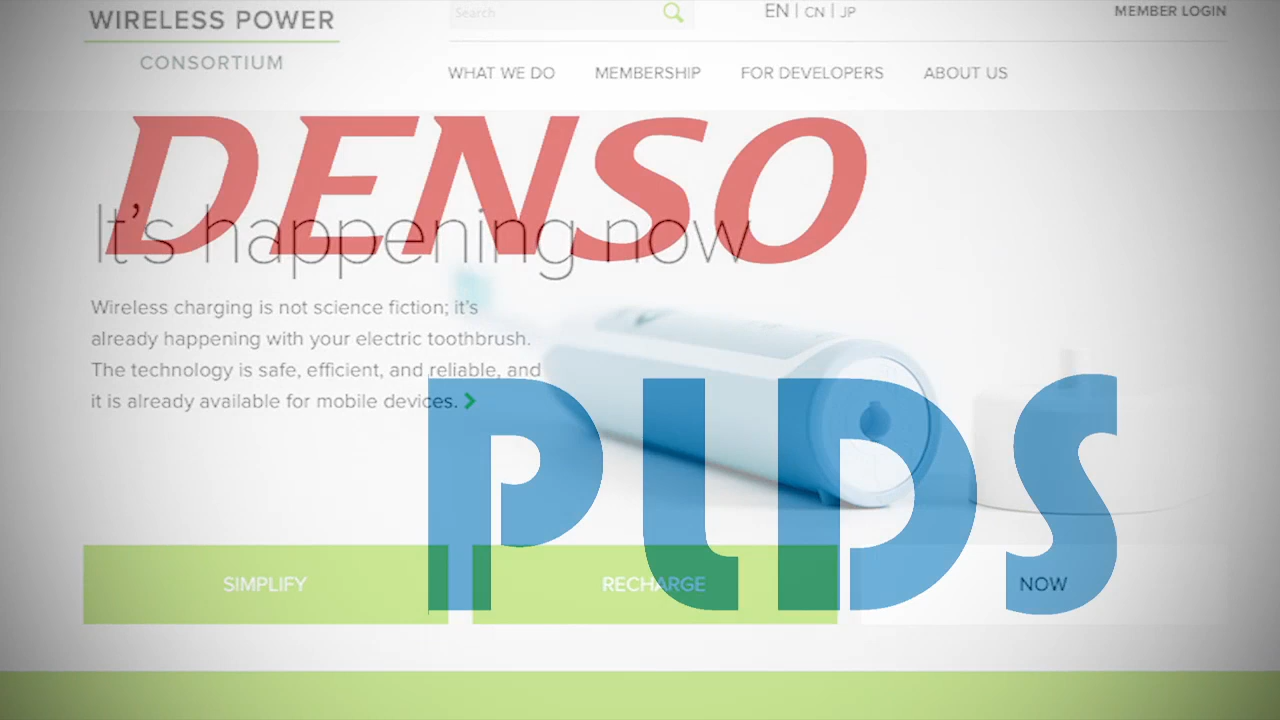 WIRELESS POWER
CONSORTIUM
Search
EN | CN | JP
MEMBER LOGIN
WHAT WE DO
MEMBERSHIP
FOR DEVELOPERS
ABOUT US
DENSO
It's happening now
Wireless charging is not science fiction; it's
already happening with your electric toothbrush.
The technology is safe, efficient, and reliable, and
it is already available for mobile devices.
PLDS
SIMPLIFY
RECHARGE
NOW